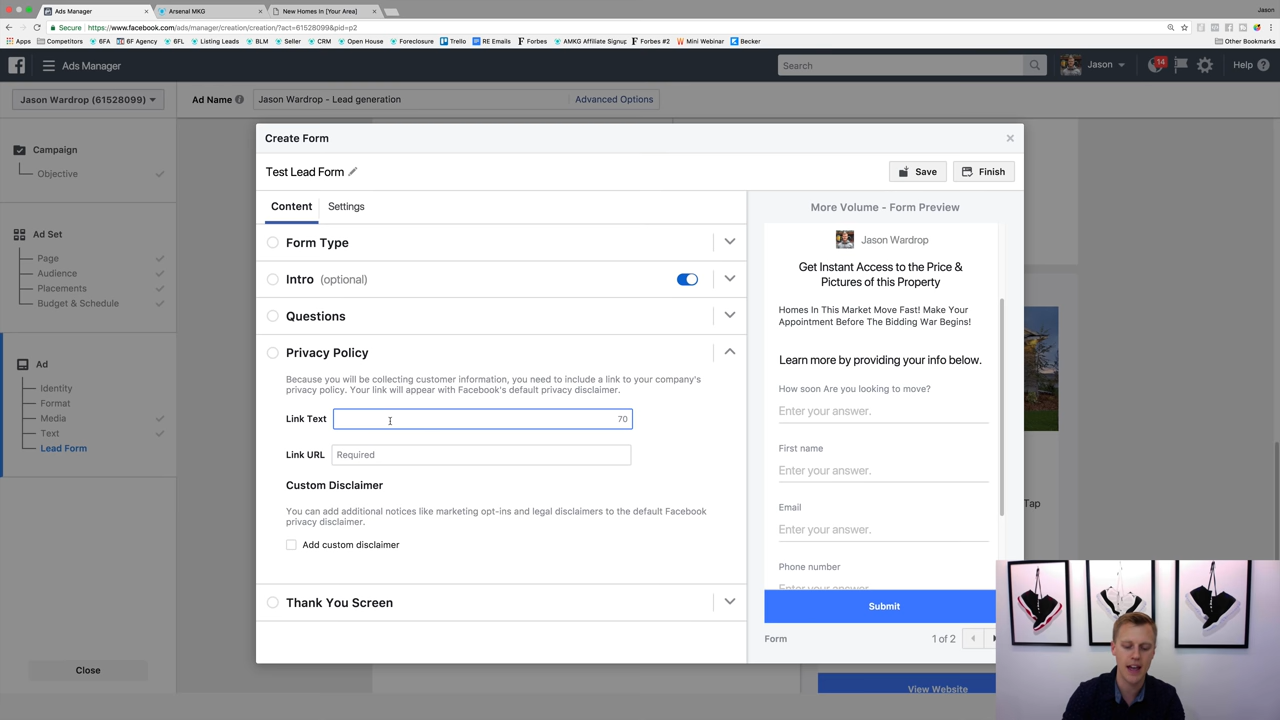 Ads Manager
Arsenal MKG
New Homes In [Your Area]
Jason
Secure
https://www.facebook.com/ads/manager/creation/creation/?act=61528099&pid=p2
Apps
Competitors
6FA
6F Agency
6FL
Listing Leads
BLM
Seller
CRM
Open House
Foreclosure
Trello
RE Emails
Forbes
AMKG Affiliate Signup
Forbes #2
Mini Webinar
Becker
Other Bookmarks
Ads Manager
Search
Jason
14
Help
Jason Wardrop (61528099)
Ad Name
Jason Wardrop - Lead generation
Advanced Options
Campaign
Objective
Ad Set
Page
Audience
Placements
Budget & Schedule
Ad
Identity
Format
Media
Text
Lead Form
Close
Create Form
Test Lead Form
Save
Finish
Content
Settings
Form Type
Intro (optional)
Questions
Privacy Policy
Because you will be collecting customer information, you need to include a link to your company's
privacy policy. Your link will appear with Facebook's default privacy disclaimer.
Link Text
70
Link URL
Required
Custom Disclaimer
You can add additional notices like marketing opt-ins and legal disclaimers to the default Facebook
privacy disclaimer.
Add custom disclaimer
Thank You Screen
More Volume - Form Preview
Jason Wardrop
Get Instant Access to the Price &
Pictures of this Property
Homes In This Market Move Fast! Make Your
Appointment Before The Bidding War Begins!
Learn more by providing your info below.
How soon Are you looking to move?
Enter your answer.
First name
Enter your answer.
Email
Enter your answer.
Phone number
Enter your answer.
Submit
Form
1 of 2
Tap
View Website